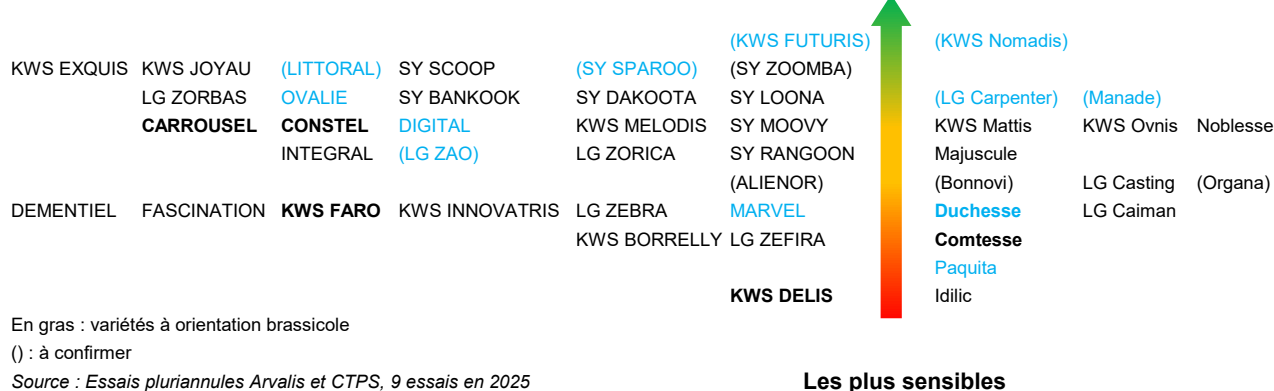 (KWS FUTURIS) (KWS Nomadis)
KWS EXQUIS KWS JOYAU (LITTORAL) SY SCOOP (SY SPAROO) (SY ZOOMBA)
LG ZORBAS OVALIE SY BANKOOK SY DAKOOTA SY LOONA (LG Carpenter) (Manade)
CARROUSEL CONSTEL DIGITAL KWS MELODIS SY MOOVY KWS Mattis KWS Ovnis Noblesse
INTEGRAL (LG ZAO) LG ZORICA SY RANGOON Majuscule
(ALIENOR) (Bonnovi) LG Casting (Organa)
DEMENTIEL FASCINATION KWS FARO KWS INNOVATRIS LG ZEBRA MARVEL Duchesse LG Caiman
KWS BORRELLY LG ZEFIRA Comtesse
Paquita
KWS DELIS Idilic
En gras : variétés à orientation brassicole
() : à confirmer
Source : Essais pluriannules Arvalis et CTPS, 9 essais en 2025 Les plus sensibles